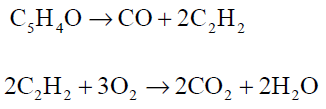 C₅H₄O → CO + 2C₂H₂
2C₂H₂ + 3O₂ → 2CO₂ + 2H₂O